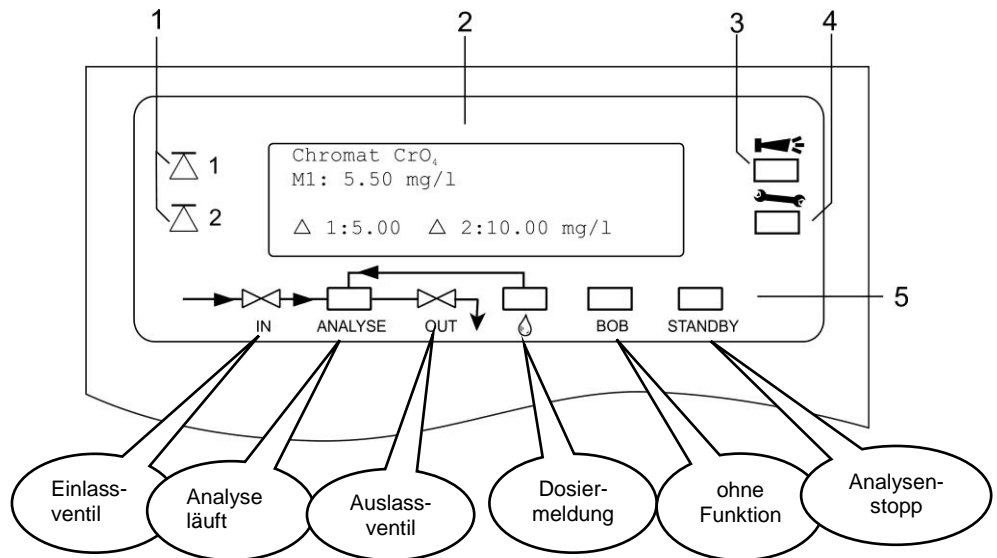 1
2
3
4
1
2
Chromat CrO₄
M1: 5.50 mg/l
△ 1:5.00 △ 2:10.00 mg/l
5
IN
ANALYSE
OUT
BOB
STANDBY
Einlass-
ventil
Analyse
läuft
Auslass-
ventil
Dosier-
meldung
ohne
Funktion
Analysen-
stopp